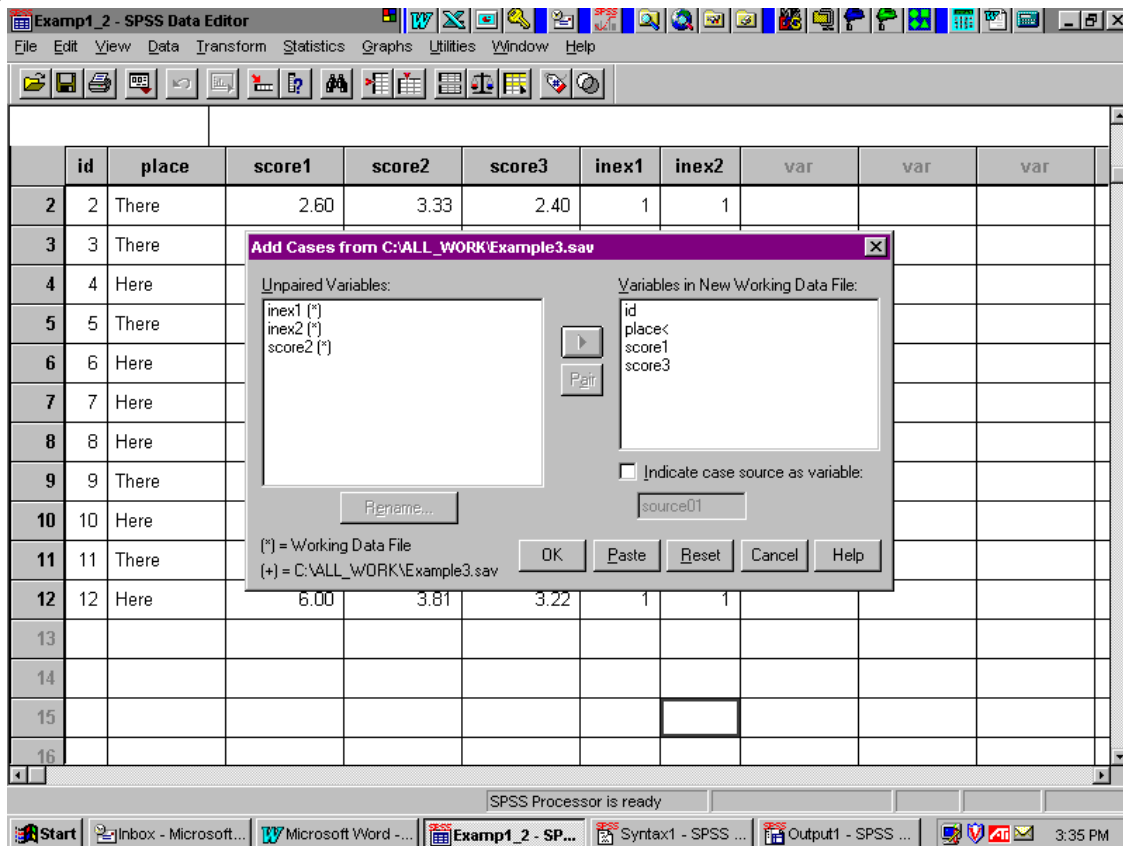 Examp1_2 - SPSS Data Editor
File Edit View Data Transform Statistics Graphs Utilities Window Help
id place score1 score2 score3 inex1 inex2 var var var
2 2 There 2.60 3.33 2.40 1 1
3 3 There
4 4 Here
5 5 There
6 6 Here
7 7 Here
8 8 Here
9 9 There
10 10 Here
11 11 There
12 12 Here 6.00 3.81 3.22 1 1
13
14
15
16
Add Cases from C:\ALL_WORK\Example3.sav
Unpaired Variables:
inex1 (*)
inex2 (*)
score2 (*)
Pair
Variables in New Working Data File:
id
place<
score1
score3
Indicate case source as variable:
source01
Rename...
(*) = Working Data File
(+) = C:\ALL_WORK\Example3.sav
OK Paste Reset Cancel Help
SPSS Processor is ready
Start Inbox - Microsoft... Microsoft Word -... Examp1_2 - SP... Syntax1 - SPSS ... Output1 - SPSS ... 3:35 PM